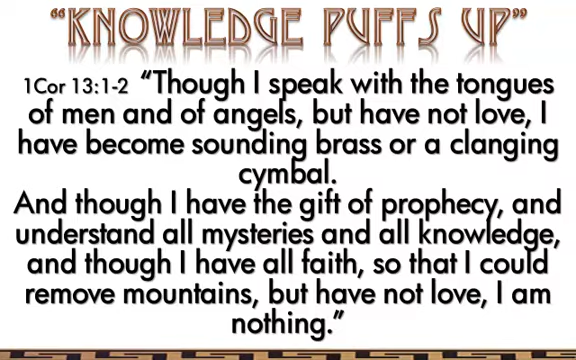 “KNOWLEDGE PUFFS UP”
1Cor 13:1-2 “Though I speak with the tongues
of men and of angels, but have not love, I
have become sounding brass or a clanging
cymbal.
And though I have the gift of prophecy, and
understand all mysteries and all knowledge,
and though I have all faith, so that I could
remove mountains, but have not love, I am
nothing.”